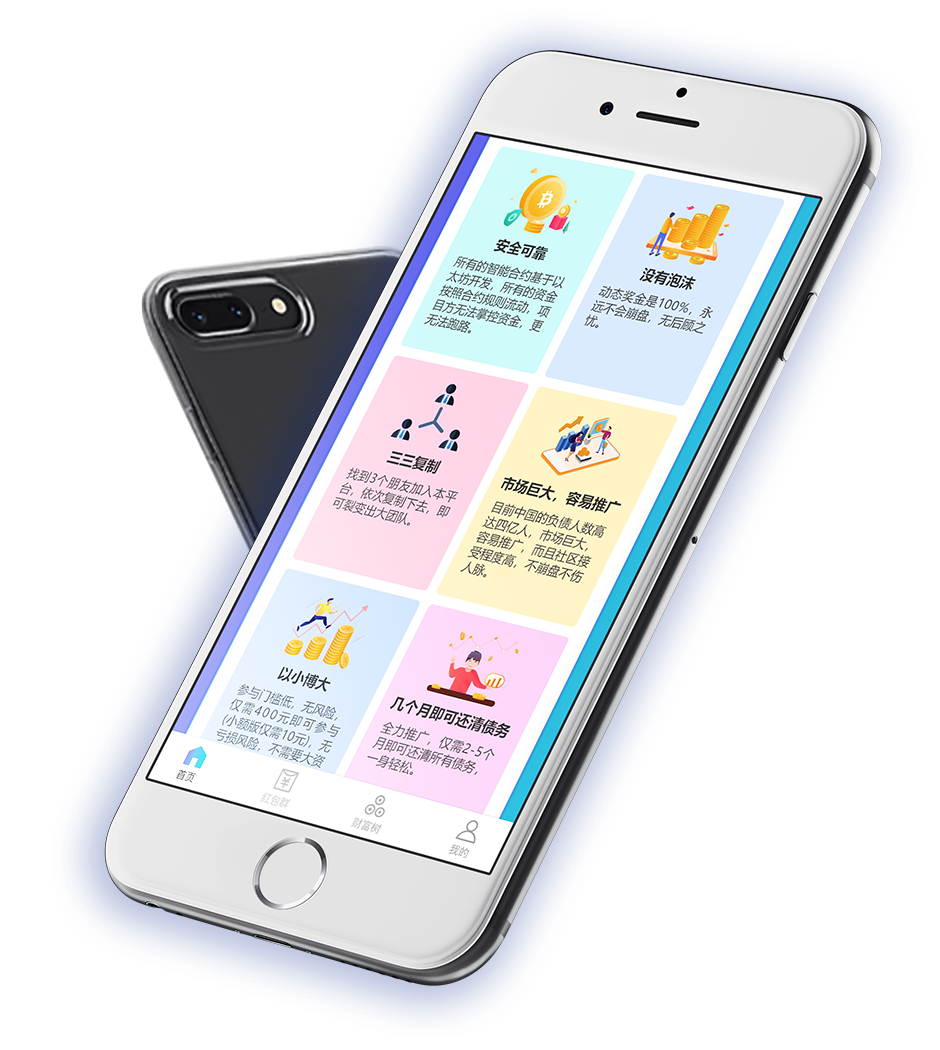 安全可靠
所有的智能合约基于以
太坊开发，所有的资金
按照合约规则流动，项
目方无法掌控资金，更
无法跑路。
没有泡沫
动态奖金是100%，永
远不会崩盘，无后顾之
忧。
三三复制
找到3个朋友加入本平
台，依次复制下去，即
可裂变出大团队。
市场巨大，容易推广
目前中国的负债人数高
达四亿人，市场巨大，
容易推广，而且社区接
受程度高，不崩盘不伤
人脉。
以小博大
参与门槛低，无风险，
仅需400元即可参与
(小额版仅需10元)，无
亏损风险，不需要大资
几个月即可还清债务
全力推广，仅需2-5个
月即可还清所有债务，
一身轻松。
首页
红包群
财富树
我的